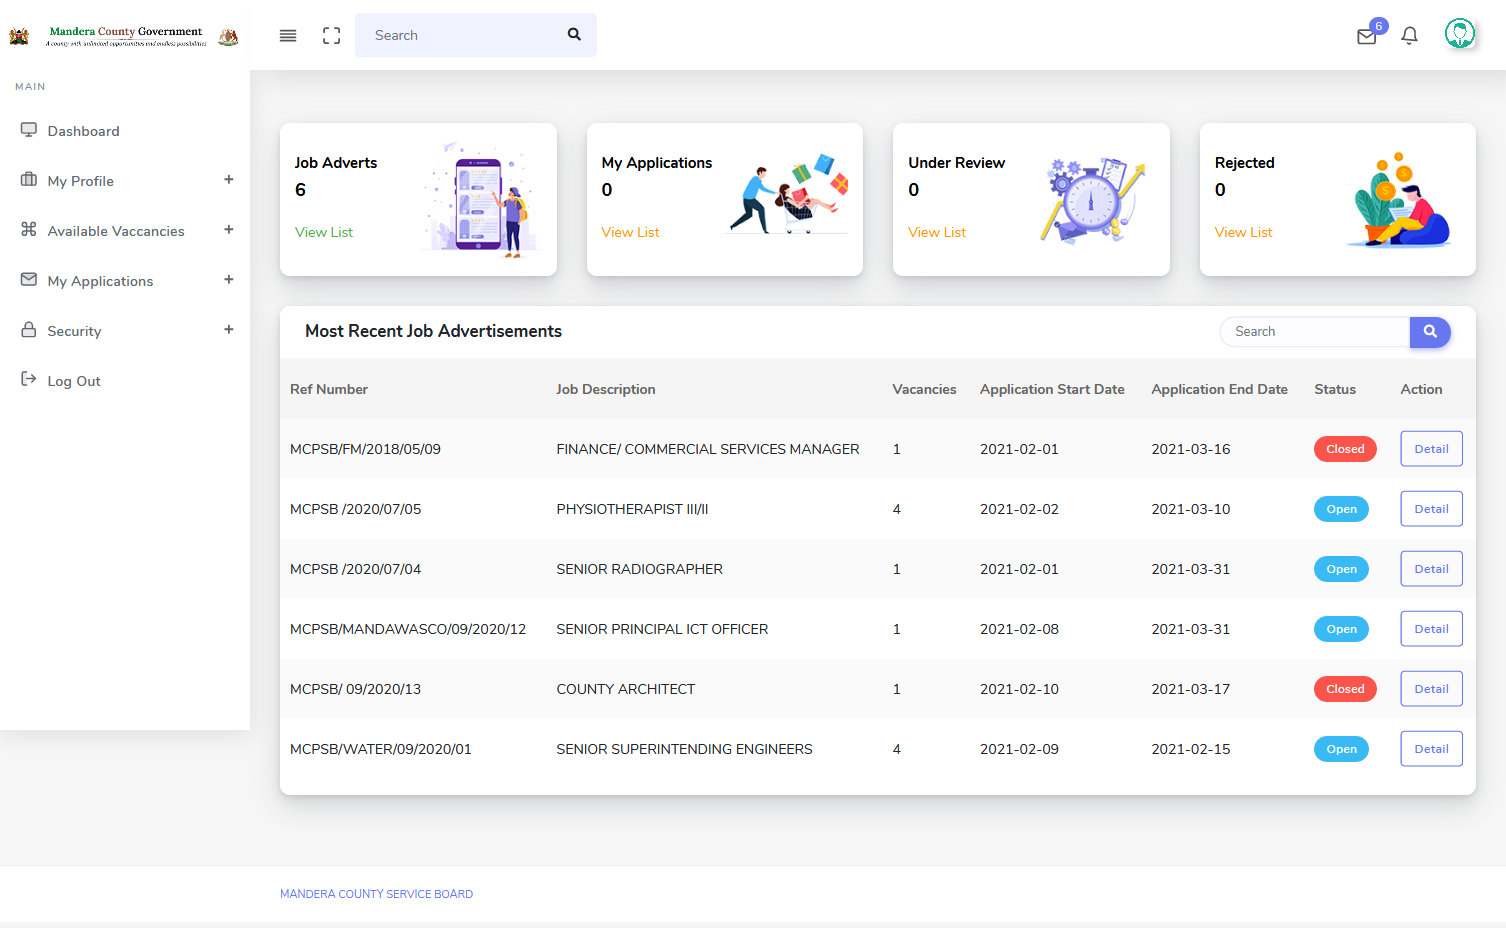 Mandera County Government
A county with unlimited opportunities and endless possibilities
Search
6
MAIN
Dashboard
My Profile +
Available Vaccancies +
My Applications +
Security +
Log Out
Job Adverts
6
View List
My Applications
0
View List
Under Review
0
View List
Rejected
0
View List
Most Recent Job Advertisements
Search
Ref Number Job Description Vacancies Application Start Date Application End Date Status Action
MCPSB/FM/2018/05/09 FINANCE/ COMMERCIAL SERVICES MANAGER 1 2021-02-01 2021-03-16 Closed Detail
MCPSB /2020/07/05 PHYSIOTHERAPIST III/II 4 2021-02-02 2021-03-10 Open Detail
MCPSB /2020/07/04 SENIOR RADIOGRAPHER 1 2021-02-01 2021-03-31 Open Detail
MCPSB/MANDAWASCO/09/2020/12 SENIOR PRINCIPAL ICT OFFICER 1 2021-02-08 2021-03-31 Open Detail
MCPSB/ 09/2020/13 COUNTY ARCHITECT 1 2021-02-10 2021-03-17 Closed Detail
MCPSB/WATER/09/2020/01 SENIOR SUPERINTENDING ENGINEERS 4 2021-02-09 2021-02-15 Open Detail
MANDERA COUNTY SERVICE BOARD